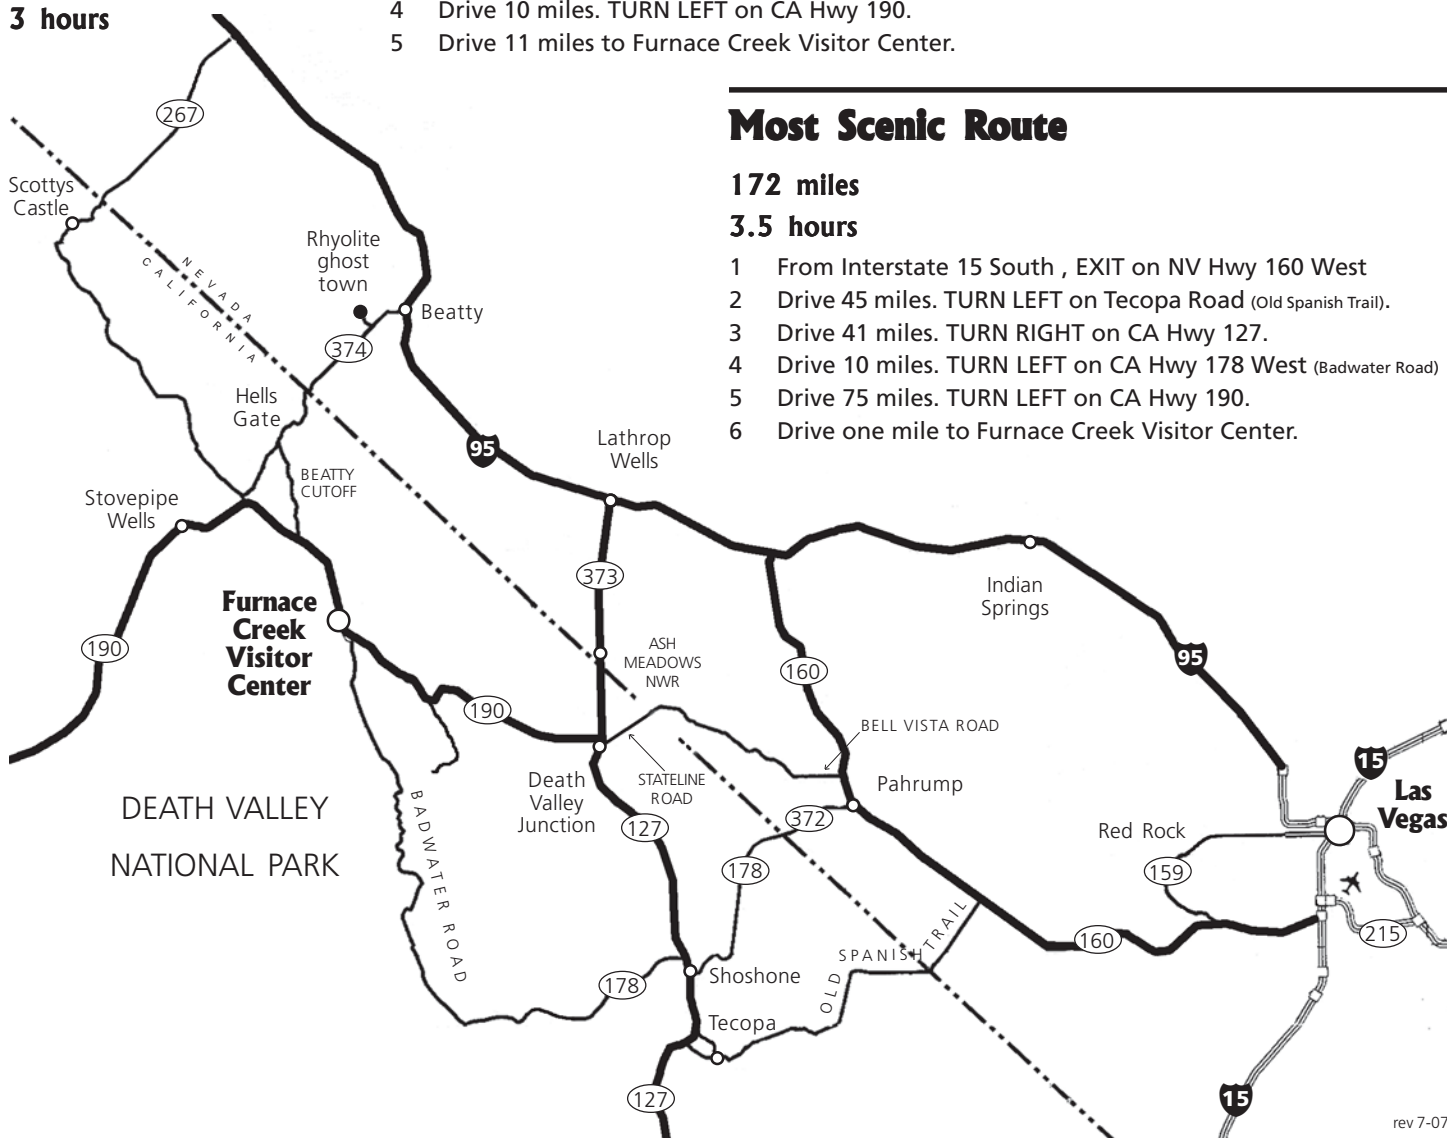 3 hours
4 Drive 10 miles. TURN LEFT on CA Hwy 190.
5 Drive 11 miles to Furnace Creek Visitor Center.
Most Scenic Route
172 miles
3.5 hours
1 From Interstate 15 South , EXIT on NV Hwy 160 West
2 Drive 45 miles. TURN LEFT on Tecopa Road (Old Spanish Trail).
3 Drive 41 miles. TURN RIGHT on CA Hwy 127.
4 Drive 10 miles. TURN LEFT on CA Hwy 178 West (Badwater Road)
5 Drive 75 miles. TURN LEFT on CA Hwy 190.
6 Drive one mile to Furnace Creek Visitor Center.
267
Scottys
Castle
NEVADA
CALIFORNIA
Rhyolite
ghost
town
Beatty
374
Hells
Gate
95
Lathrop
Wells
BEATTY
CUTOFF
Stovepipe
Wells
373
Indian
Springs
Furnace
Creek
Visitor
Center
190
ASH
MEADOWS
NWR
160
95
190
BELL VISTA ROAD
15
Las
Vegas
Death
Valley
Junction
STATELINE
ROAD
Pahrump
DEATH VALLEY
NATIONAL PARK
BADWATER ROAD
127
372
Red Rock
178
159
OLD SPANISH TRAIL
160
215
178
Shoshone
Tecopa
127
15
rev 7-07